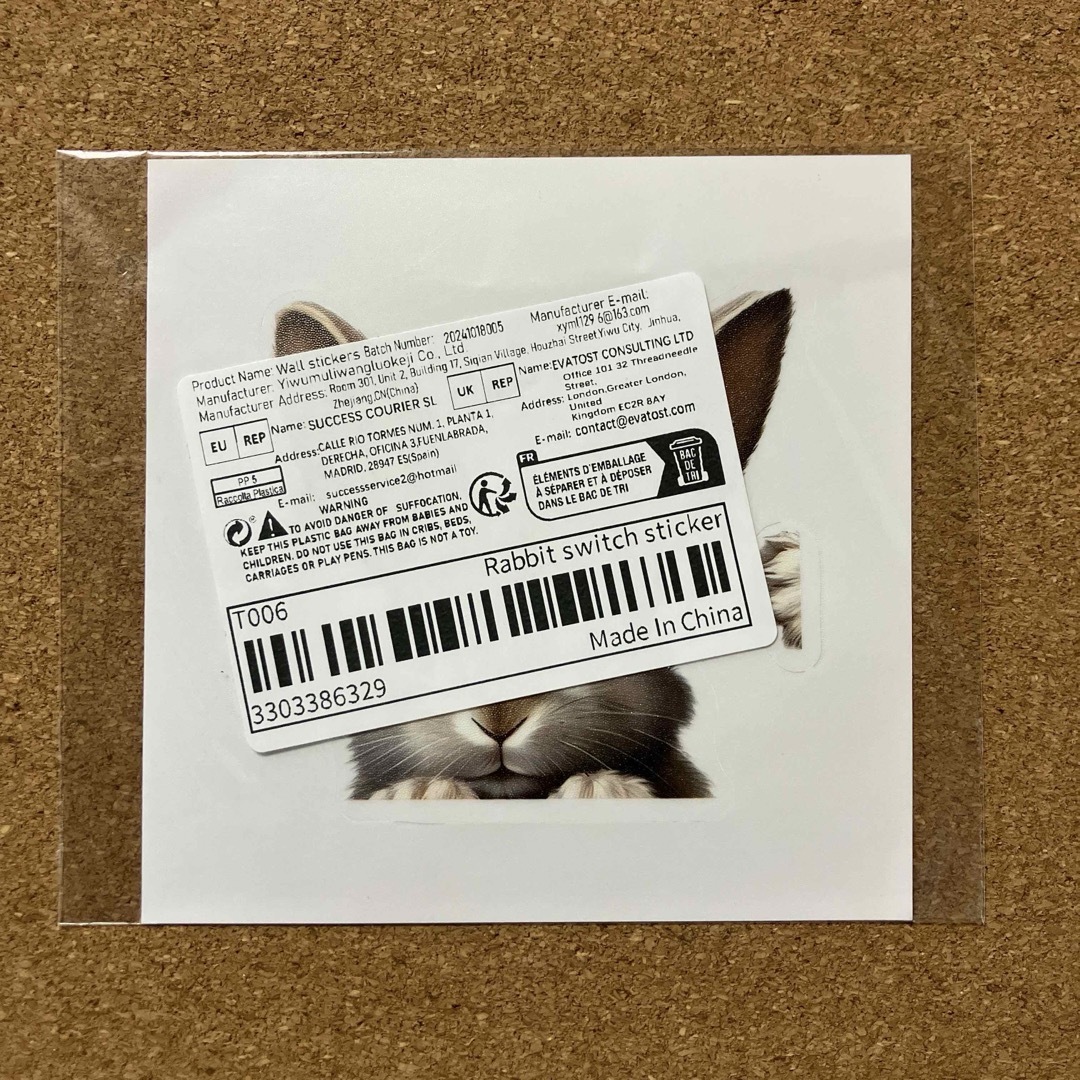 Product Name: Wall stickers Batch Number: 20241018005
Manufacturer: Yiwumuliwangluokeji Co., Ltd.
Manufacturer Address: Room 301, Unit 2, Building 17, Siqian Village, Houzhai Street,Yiwu City, Jinhua,
Zhejiang,CN(China)
Manufacturer E-mail:
xyml129 6@163.com
EU REP
Name: SUCCESS COURIER SL
Address:CALLE RIO TORMES NUM. 1, PLANTA 1,
DERECHA, OFICINA 3,FUENLABRADA,
MADRID, 28947 ES(Spain)
E-mail: successservice2@hotmail
UK REP
Name:EVATOST CONSULTING LTD
Office 101 32 Threadneedle
Street,
Address: London,Greater London,
United
Kingdom EC2R BAY
E-mail: contact@evatost.com
PP 5
Raccolta Plastica
WARNING
TO AVOID DANGER OF SUFFOCATION,
KEEP THIS PLASTIC BAG AWAY FROM BABIES AND
CHILDREN. DO NOT USE THIS BAG IN CRIBS, BEDS,
CARRIAGES OR PLAY PENS. THIS BAG IS NOT A TOY.
FR
ÉLÉMENTS D'EMBALLAGE
À SÉPARER ET À DÉPOSER
DANS LE BAC DE TRI
BAC
DE
TRI
Rabbit switch sticker
T006
3303386329
Made In China